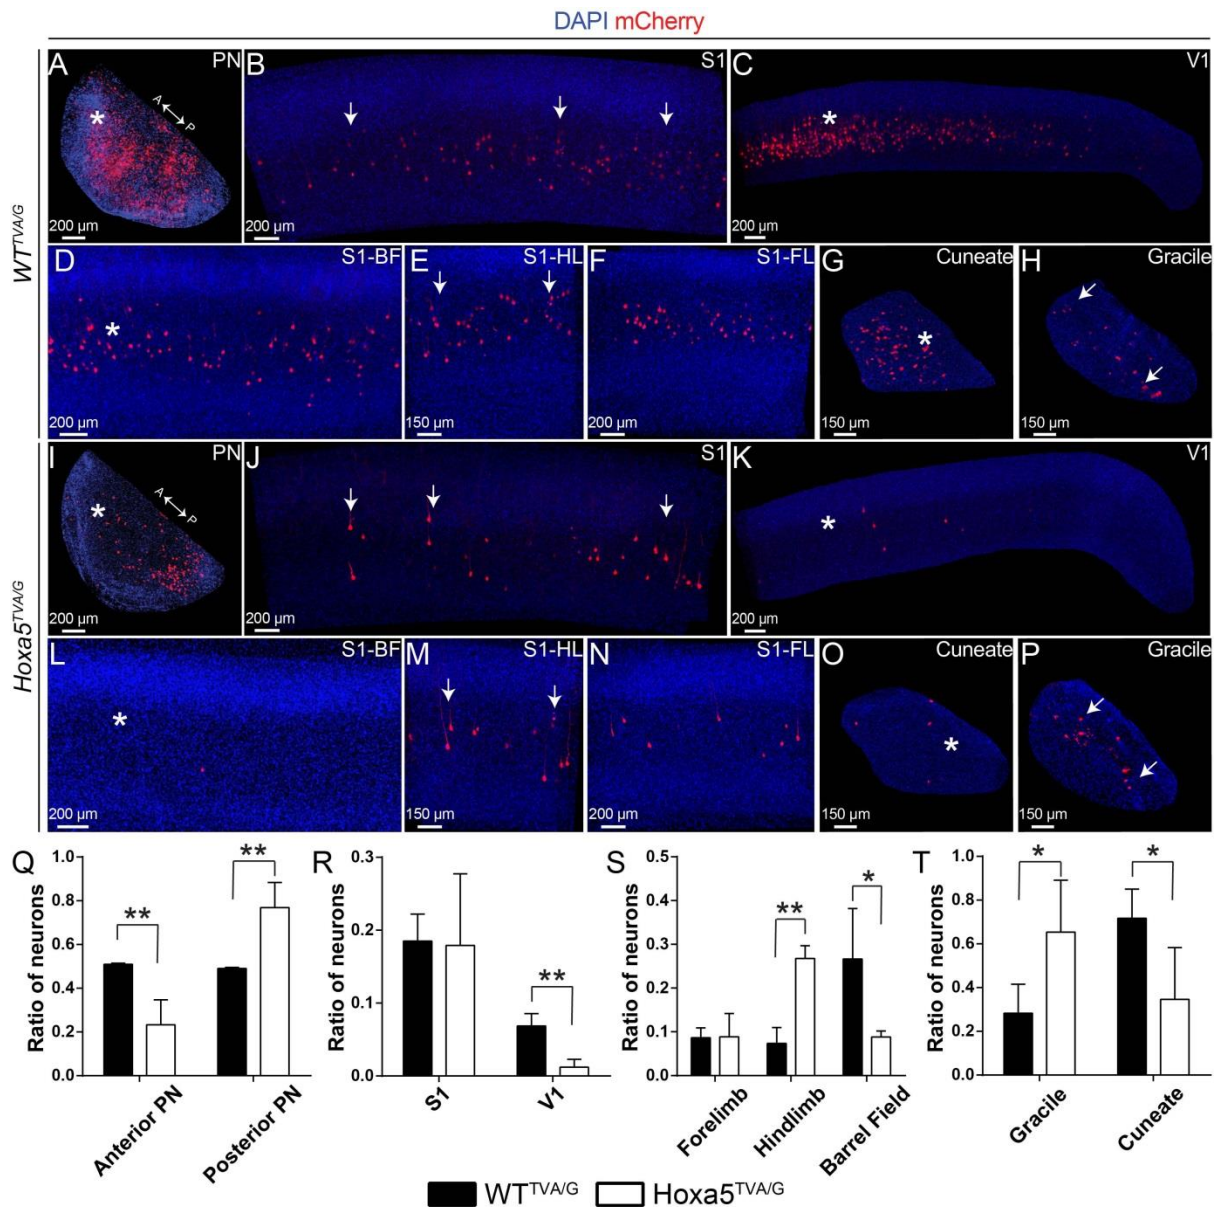 DAPI mCherry
WT^TVA/G
A PN
A P
*
200 µm
B S1
200 µm
C V1
*
200 µm
D S1-BF
*
200 µm
E S1-HL
150 µm
F S1-FL
200 µm
G Cuneate
*
150 µm
H Gracile
150 µm
Hoxa5^TVA/G
I PN
A P
*
200 µm
J S1
200 µm
K V1
*
200 µm
L S1-BF
*
200 µm
M S1-HL
150 µm
N S1-FL
200 µm
O Cuneate
*
150 µm
P Gracile
150 µm
Q
Ratio of neurons
1.0
0.8
0.6
0.4
0.2
0.0
**
**
Anterior PN
Posterior PN
R
Ratio of neurons
0.3
0.2
0.1
0.0
**
S1
V1
S
Ratio of neurons
0.5
0.4
0.3
0.2
0.1
0.0
**
*
Forelimb
Hindlimb
Barrel Field
T
Ratio of neurons
1.0
0.8
0.6
0.4
0.2
0.0
*
*
Gracile
Cuneate
WT^TVA/G Hoxa5^TVA/G